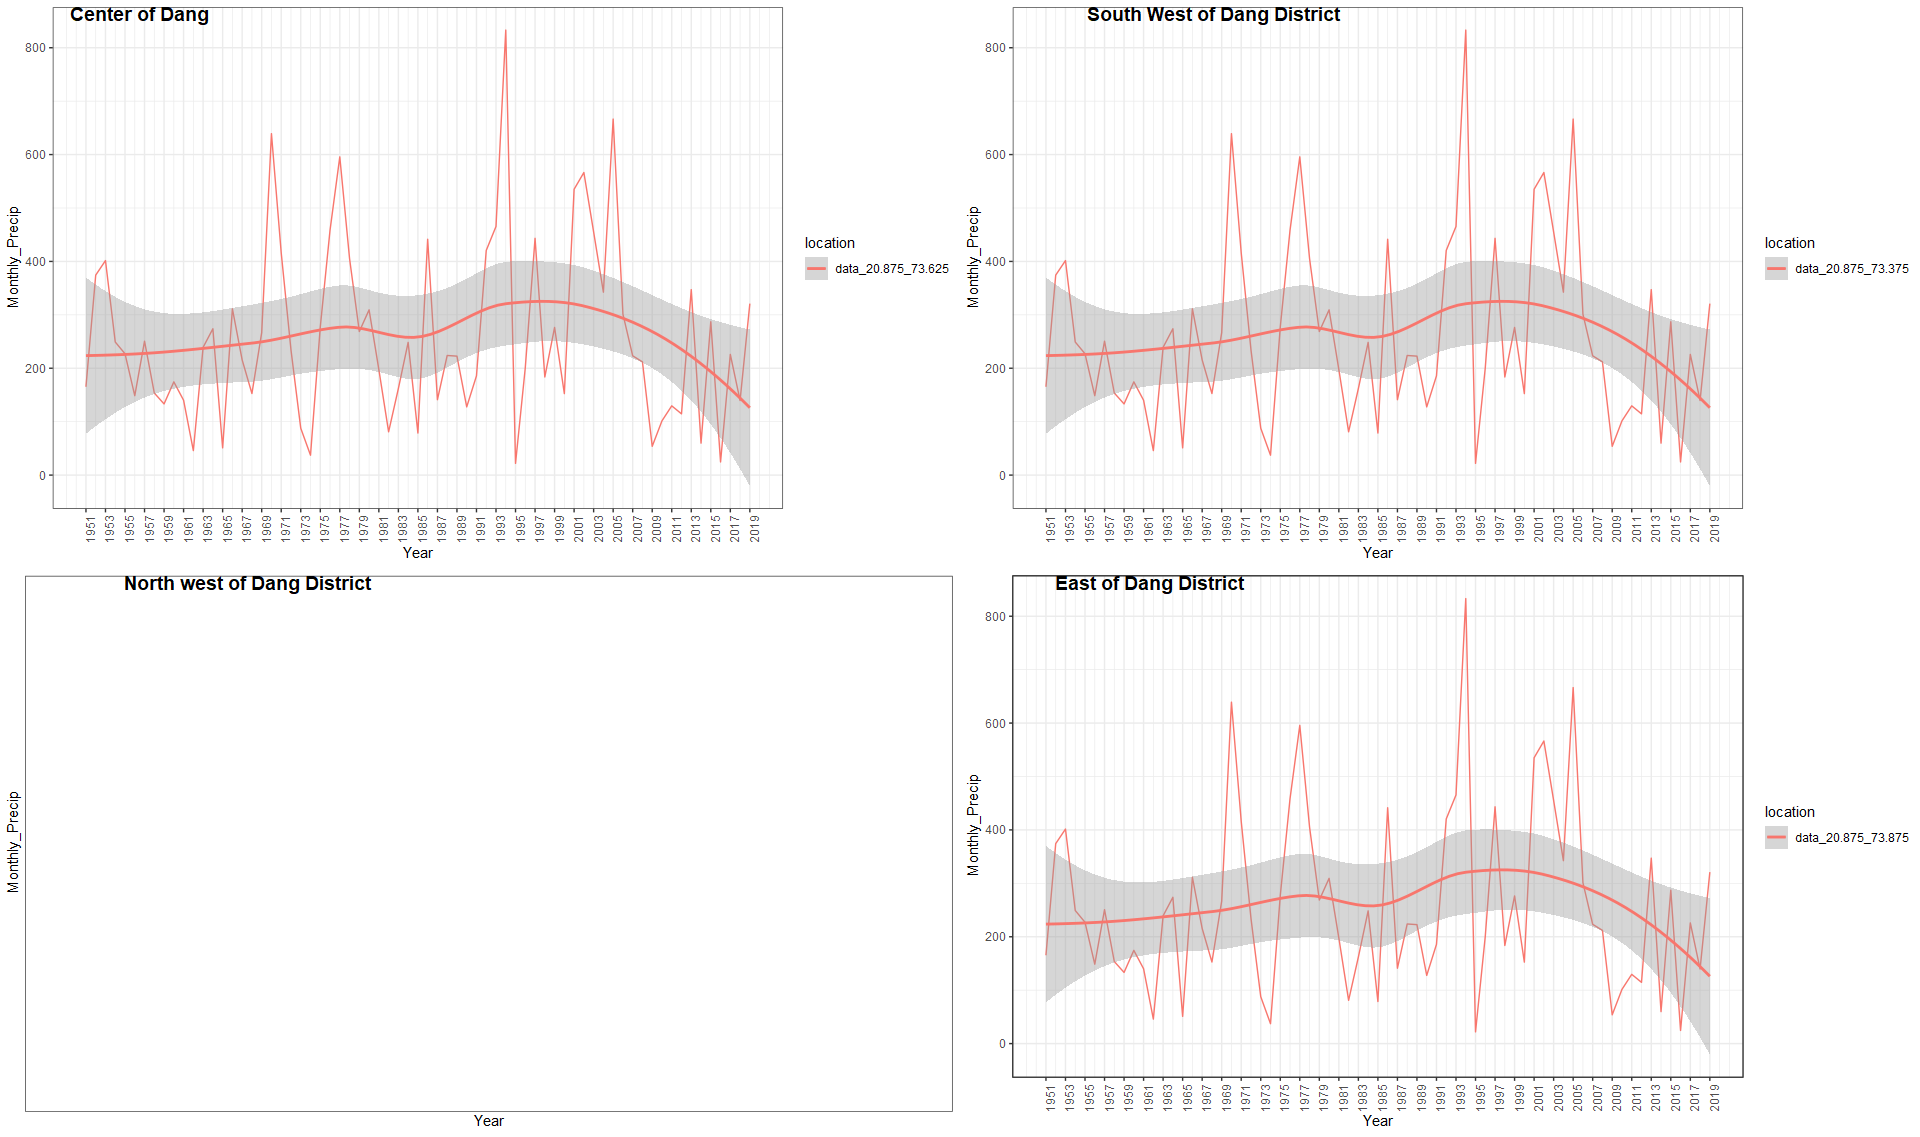 Center of Dang
Monthly_Precip
800
600
400
200
0
1951 1953 1955 1957 1959 1961 1963 1965 1967 1969 1971 1973 1975 1977 1979 1981 1983 1985 1987 1989 1991 1993 1995 1997 1999 2001 2003 2005 2007 2009 2011 2013 2015 2017 2019
Year
location
data_20.875_73.625
South West of Dang District
Monthly_Precip
800
600
400
200
0
1951 1953 1955 1957 1959 1961 1963 1965 1967 1969 1971 1973 1975 1977 1979 1981 1983 1985 1987 1989 1991 1993 1995 1997 1999 2001 2003 2005 2007 2009 2011 2013 2015 2017 2019
Year
location
data_20.875_73.375
North west of Dang District
Monthly_Precip
Year
East of Dang District
Monthly_Precip
800
600
400
200
0
1951 1953 1955 1957 1959 1961 1963 1965 1967 1969 1971 1973 1975 1977 1979 1981 1983 1985 1987 1989 1991 1993 1995 1997 1999 2001 2003 2005 2007 2009 2011 2013 2015 2017 2019
Year
location
data_20.875_73.875